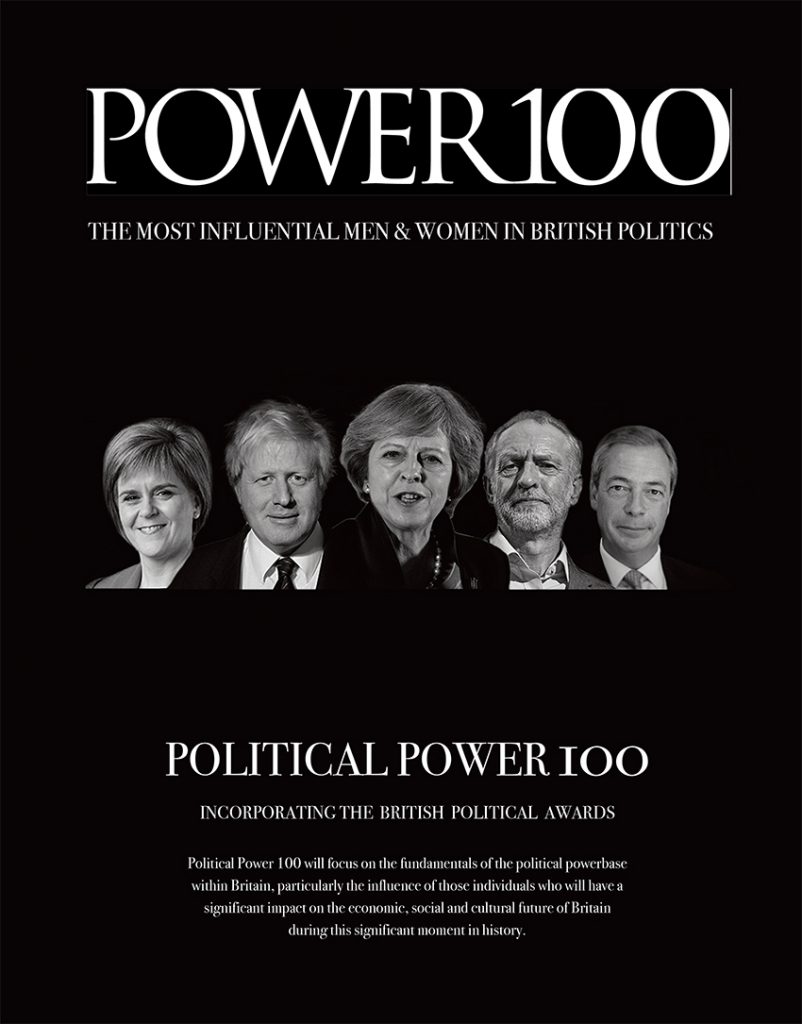 POWER100
THE MOST INFLUENTIAL MEN & WOMEN IN BRITISH POLITICS
POLITICAL POWER 100
INCORPORATING THE BRITISH POLITICAL AWARDS
Political Power 100 will focus on the fundamentals of the political powerbase
within Britain, particularly the influence of those individuals who will have a
significant impact on the economic, social and cultural future of Britain
during this significant moment in history.